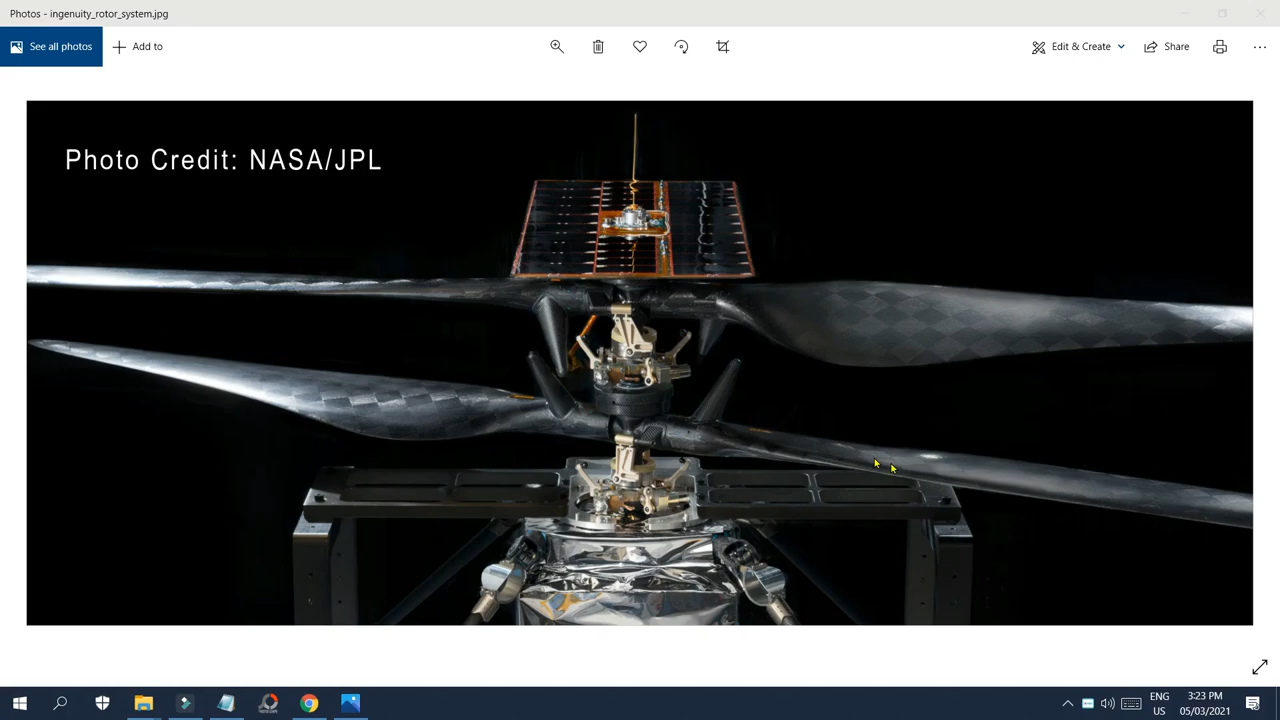 Photos - ingenuity_rotor_system.jpg
See all photos
Add to
Edit & Create
Share
Photo Credit: NASA/JPL
ENG
US
3:23 PM
05/03/2021